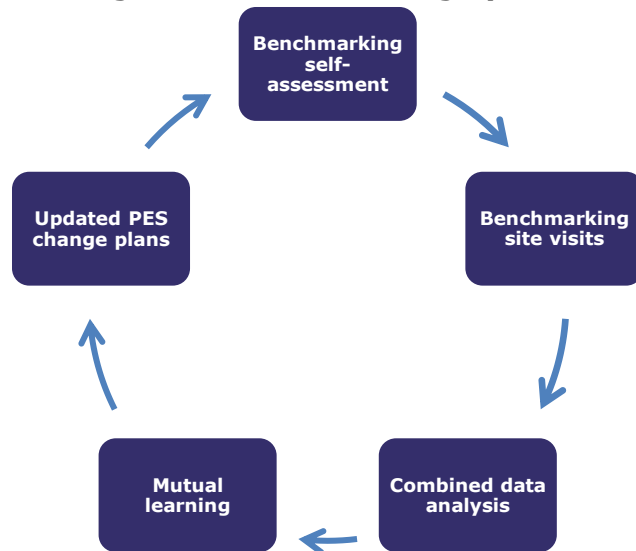 Benchmarking
self-
assessment
Benchmarking
site visits
Combined data
analysis
Mutual
learning
Updated PES
change plans